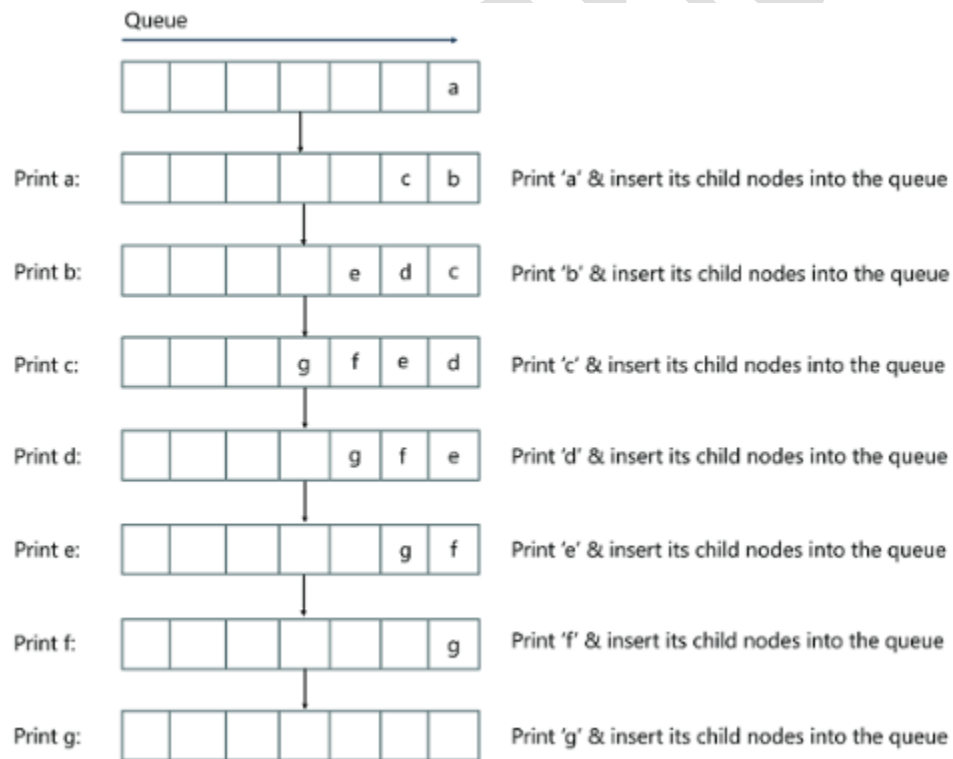 Queue
a
Print a: c b Print 'a' & insert its child nodes into the queue
Print b: e d c Print 'b' & insert its child nodes into the queue
Print c: g f e d Print 'c' & insert its child nodes into the queue
Print d: g f e Print 'd' & insert its child nodes into the queue
Print e: g f Print 'e' & insert its child nodes into the queue
Print f: g Print 'f' & insert its child nodes into the queue
Print g: Print 'g' & insert its child nodes into the queue